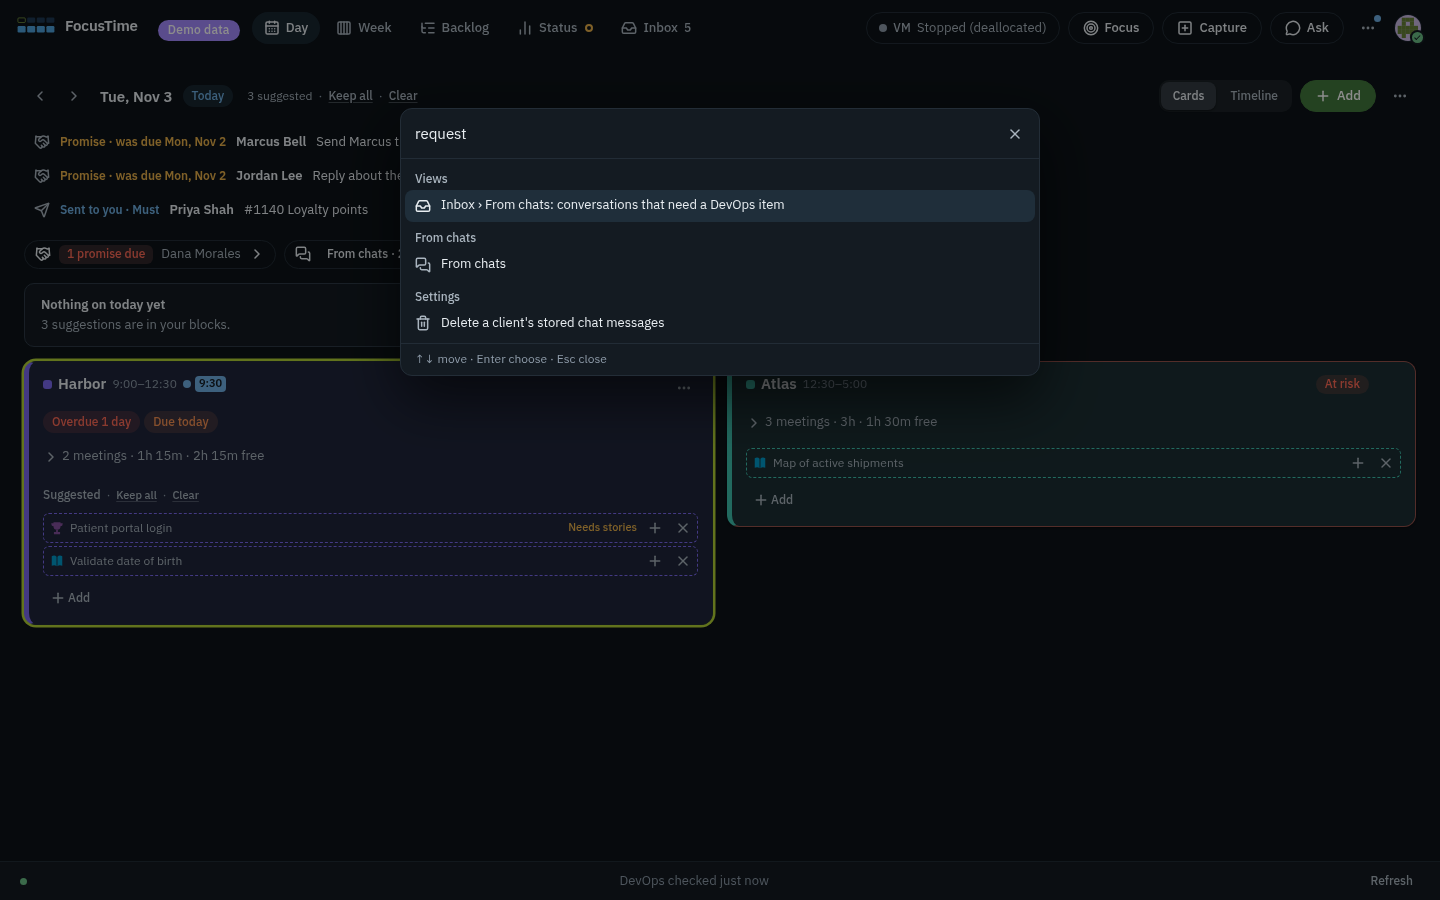 FocusTime
Demo data
Day
Week
Backlog
Status
Inbox 5
VM Stopped (deallocated)
Focus
Capture
Ask
Tue, Nov 3
Today
3 suggested · Keep all · Clear
Cards
Timeline
Add
Promise · was due Mon, Nov 2 Marcus Bell Send Marcus
Promise · was due Mon, Nov 2 Jordan Lee Reply about the
Sent to you · Must Priya Shah #1140 Loyalty points
1 promise due Dana Morales
From chats ·
Nothing on today yet
3 suggestions are in your blocks.
request
Views
Inbox › From chats: conversations that need a DevOps item
From chats
From chats
Settings
Delete a client's stored chat messages
↑↓ move · Enter choose · Esc close
Harbor 9:00–12:30 9:30
Overdue 1 day
Due today
2 meetings · 1h 15m · 2h 15m free
Suggested · Keep all · Clear
Patient portal login
Needs stories
Validate date of birth
Add
Atlas 12:30–5:00
At risk
3 meetings · 3h · 1h 30m free
Map of active shipments
Add
DevOps checked just now
Refresh